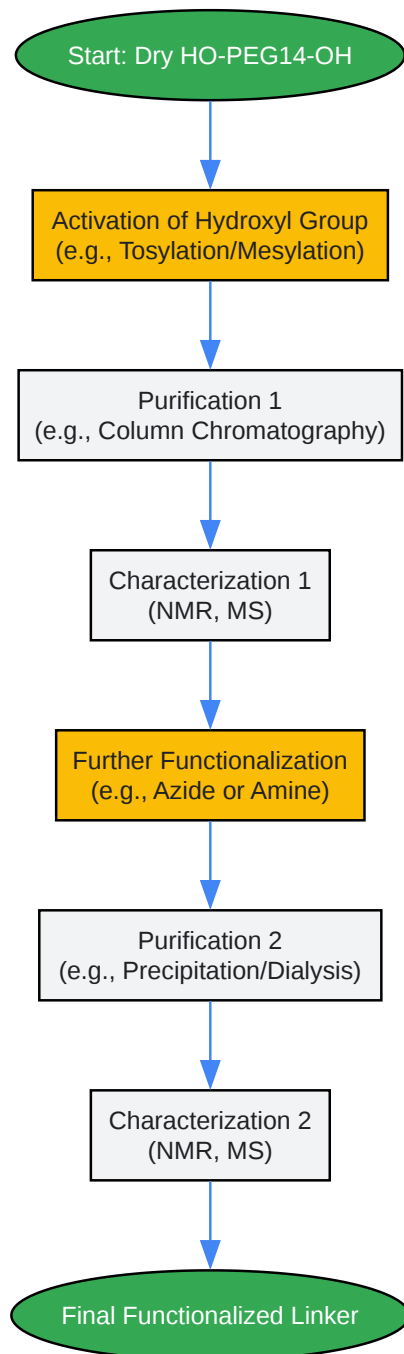 Start: Dry HO-PEG14-OH
Activation of Hydroxyl Group
(e.g., Tosylation/Mesylation)
Purification 1
(e.g., Column Chromatography)
Characterization 1
(NMR, MS)
Further Functionalization
(e.g., Azide or Amine)
Purification 2
(e.g., Precipitation/Dialysis)
Characterization 2
(NMR, MS)
Final Functionalized Linker